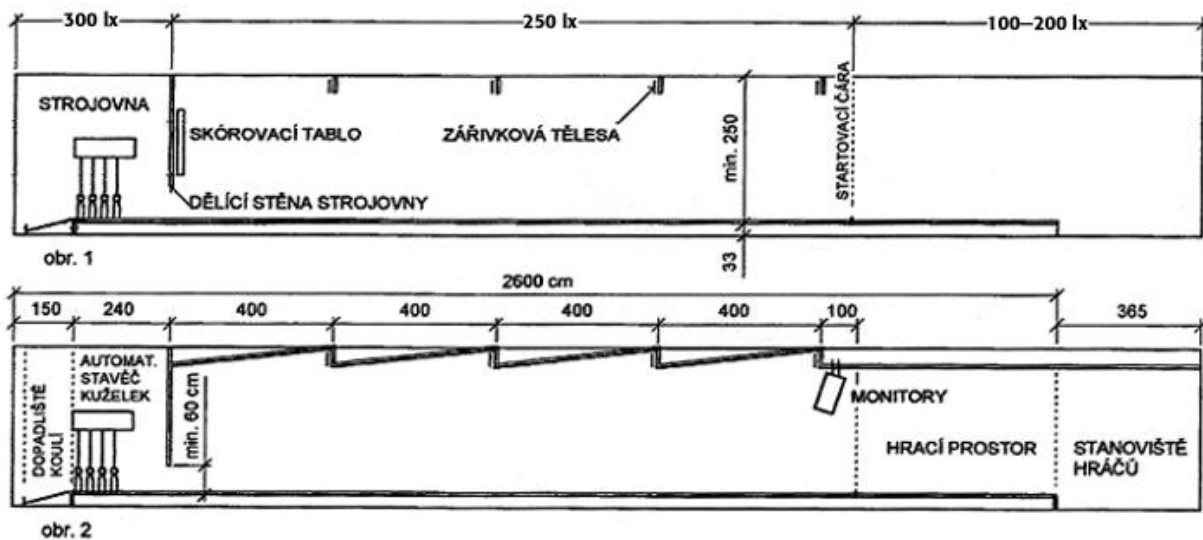 300 lx 250 lx 100–200 lx
STROJOVNA
SKÓROVACÍ TABLO
ZÁŘIVKOVÁ TĚLESA
min. 250
STARTOVACÍ ČÁRA
DĚLÍCÍ STĚNA STROJOVNY
33
obr. 1
2600 cm
150 240 400 400 400 400 100 365
DOPADLIŠTĚ
KOULÍ
AUTOMAT.
STAVĚČ
KUŽELEK
min. 60 cm
MONITORY
HRACÍ PROSTOR
STANOVIŠTĚ
HRÁČŮ
obr. 2